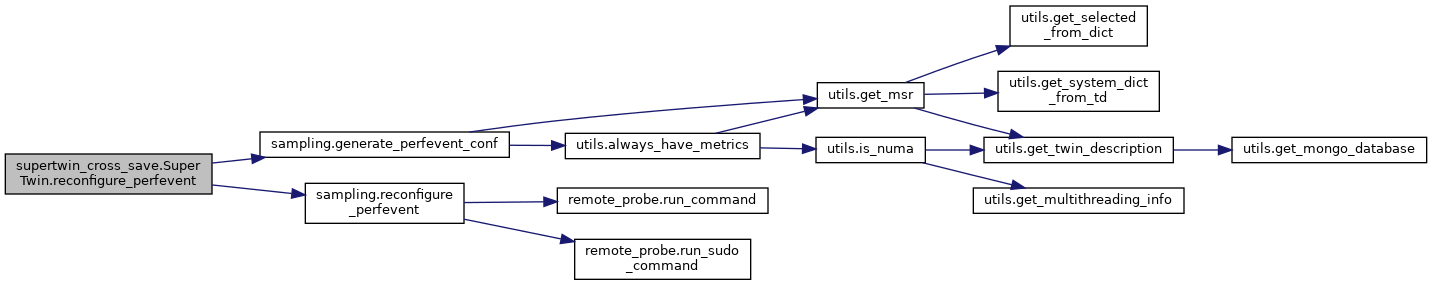 supertwin_cross_save.Super
Twin.reconfigure_perfevent
sampling.generate_perfevent_conf
sampling.reconfigure
_perfevent
utils.always_have_metrics
remote_probe.run_command
remote_probe.run_sudo
_command
utils.get_msr
utils.is_numa
utils.get_selected
_from_dict
utils.get_system_dict
_from_td
utils.get_twin_description
utils.get_multithreading_info
utils.get_mongo_database